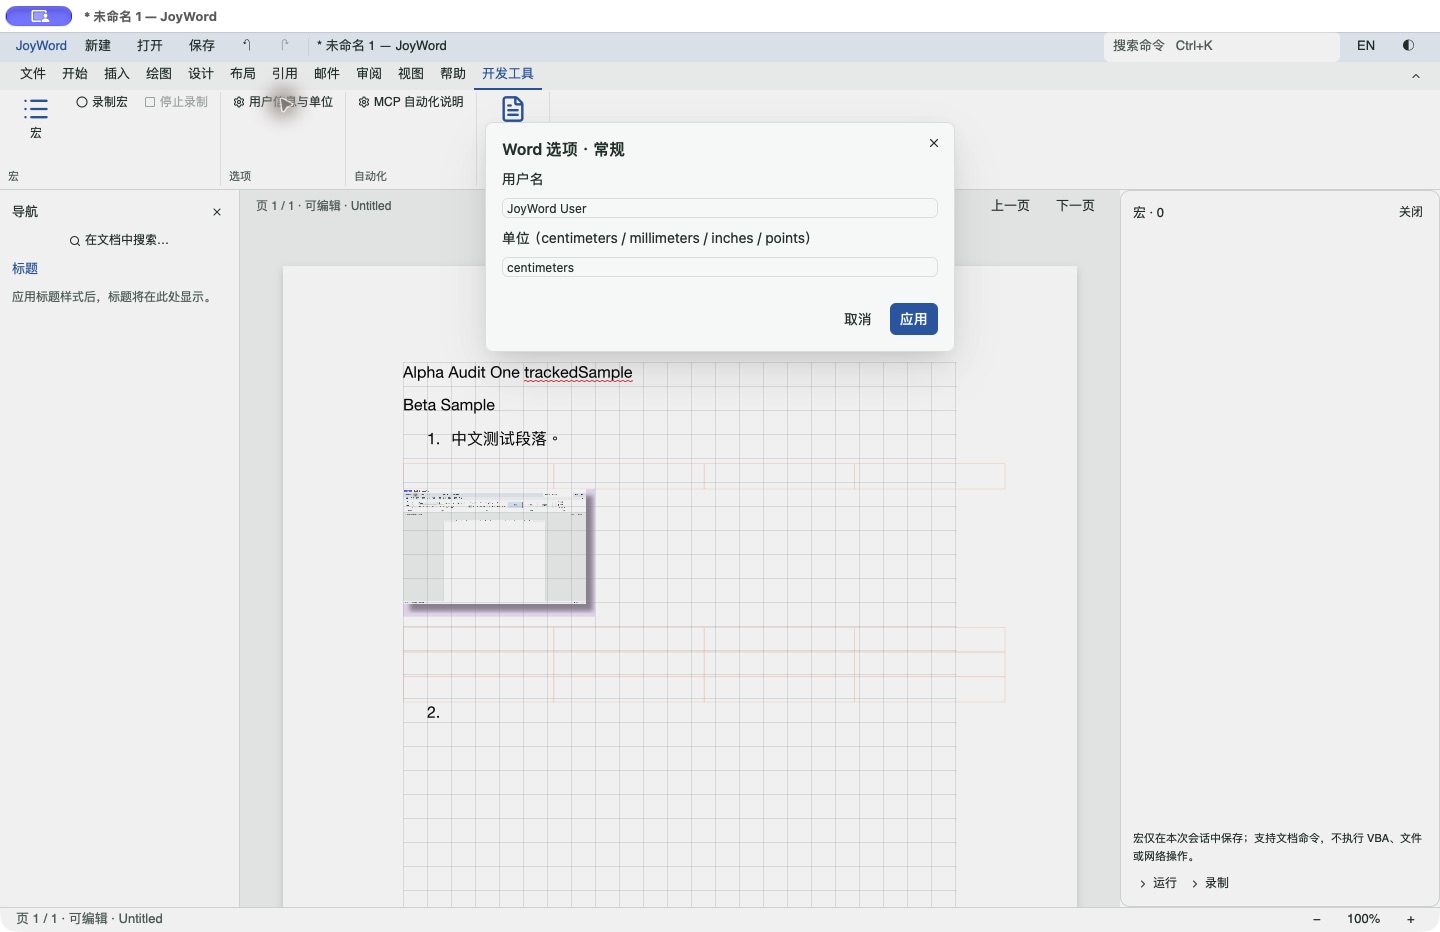 * 未命名 1 — JoyWord
JoyWord 新建 打开 保存 * 未命名 1 — JoyWord 搜索命令 Ctrl+K EN
文件 开始 插入 绘图 设计 布局 引用 邮件 审阅 视图 帮助 开发工具
宏 录制宏 停止录制 用户信息与单位 MCP 自动化说明
宏 选项 自动化
Word 选项 · 常规
用户名
JoyWord User
单位 (centimeters / millimeters / inches / points)
centimeters
取消 应用
导航
在文档中搜索...
标题
应用标题样式后，标题将在此处显示。
页 1 / 1 · 可编辑 · Untitled 上一页 下一页
Alpha Audit One trackedSample
Beta Sample
1. 中文测试段落。
2.
宏 · 0 关闭
宏仅在本次会话中保存；支持文档命令，不执行 VBA、文件
或网络操作。
运行 录制
页 1 / 1 · 可编辑 · Untitled − 100% +